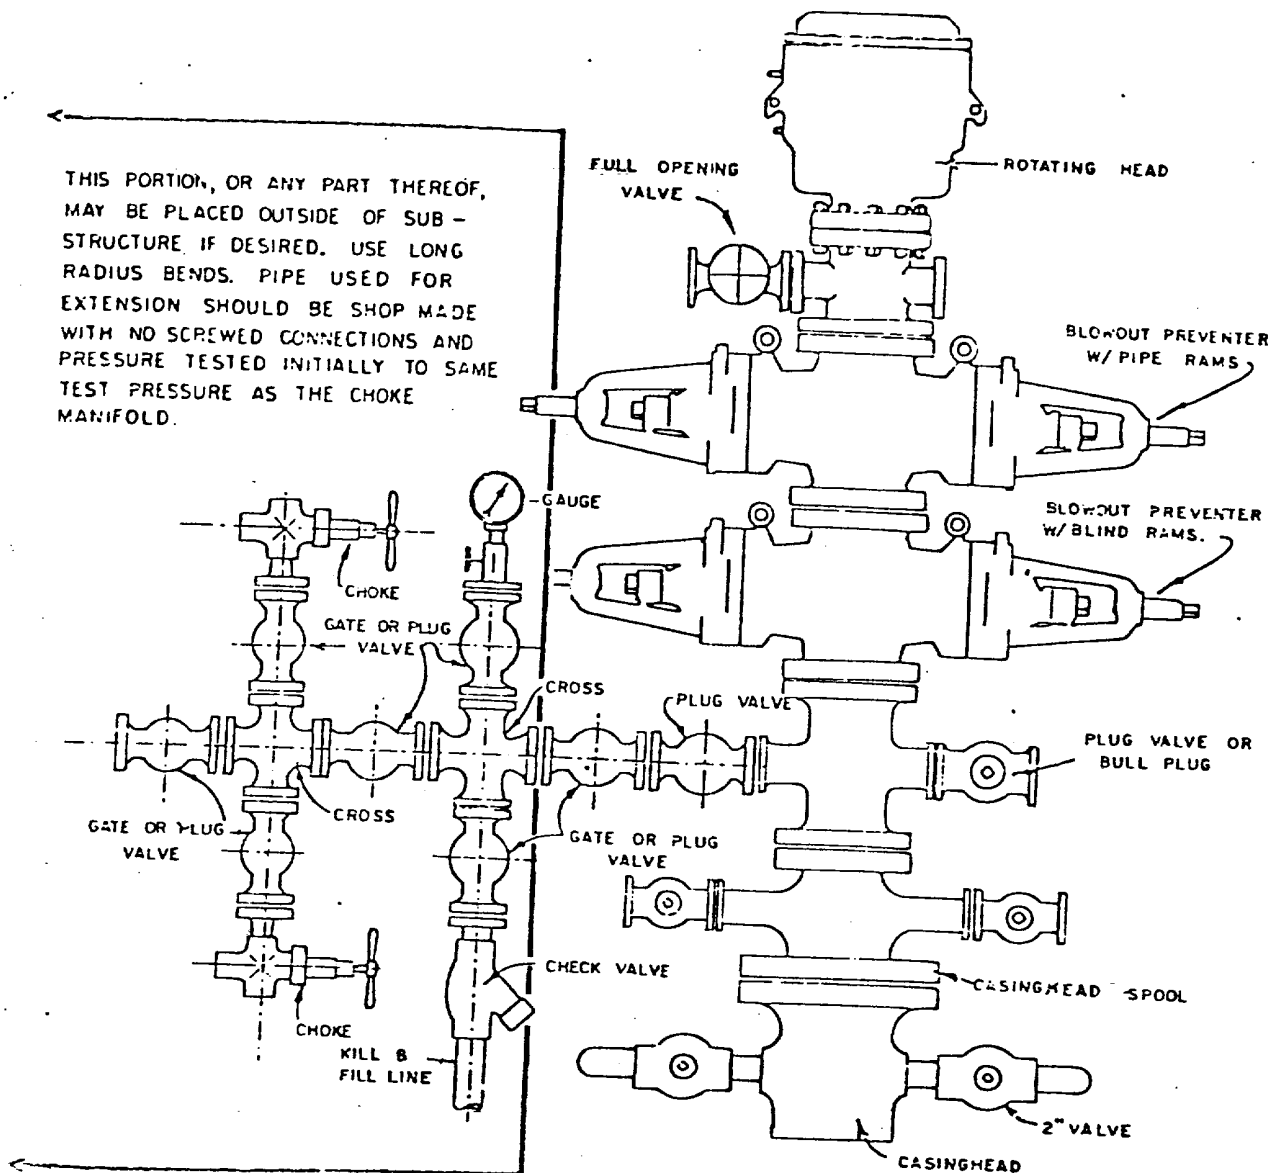 THIS PORTION, OR ANY PART THEREOF,
MAY BE PLACED OUTSIDE OF SUB-
STRUCTURE IF DESIRED. USE LONG
RADIUS BENDS. PIPE USED FOR
EXTENSION SHOULD BE SHOP MADE
WITH NO SCREWED CONNECTIONS AND
PRESSURE TESTED INITIALLY TO SAME
TEST PRESSURE AS THE CHOKE
MANIFOLD.
FULL OPENING
VALVE
ROTATING HEAD
BLOWOUT PREVENTER
W/ PIPE RAMS
BLOWOUT PREVENTER
W/ BLIND RAMS.
GAUGE
CHOKE
GATE OR PLUG
VALVE
CROSS
PLUG VALVE
PLUG VALVE OR
BULL PLUG
CROSS
GATE OR PLUG
VALVE
GATE OR PLUG
VALVE
CHECK VALVE
CASINGHEAD SPOOL
CHOKE
KILL &
FILL LINE
2" VALVE
CASINGHEAD